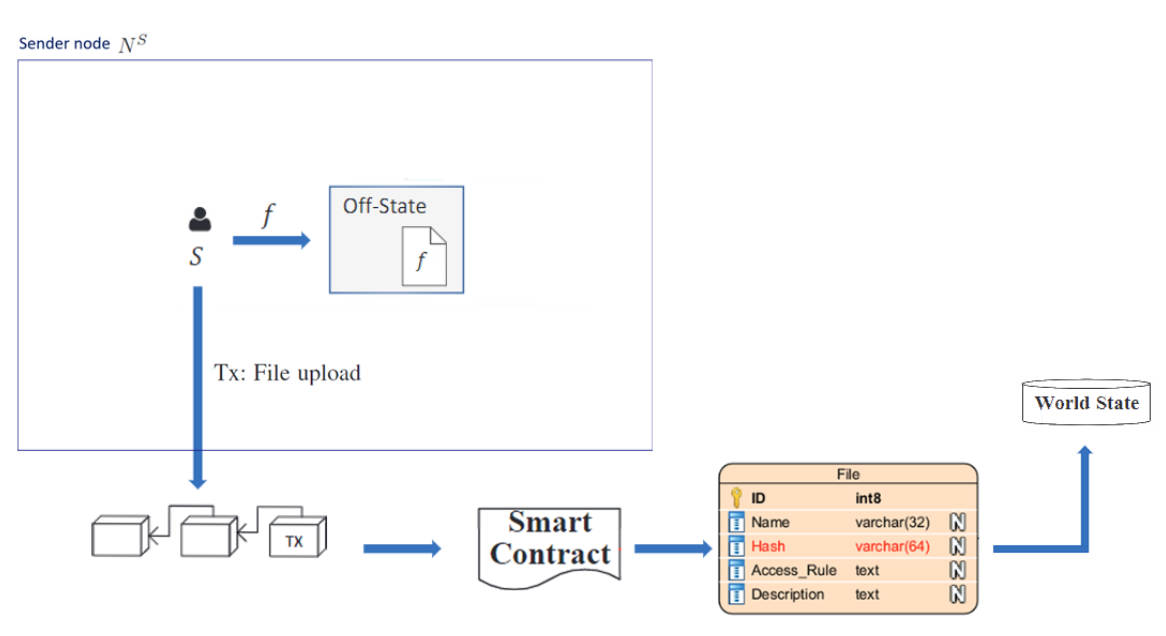 Sender node N^S
f
Off-State
f
S
Tx: File upload
World State
TX
Smart
Contract
File
ID int8
Name varchar(32) N
Hash varchar(64) N
Access_Rule text N
Description text N